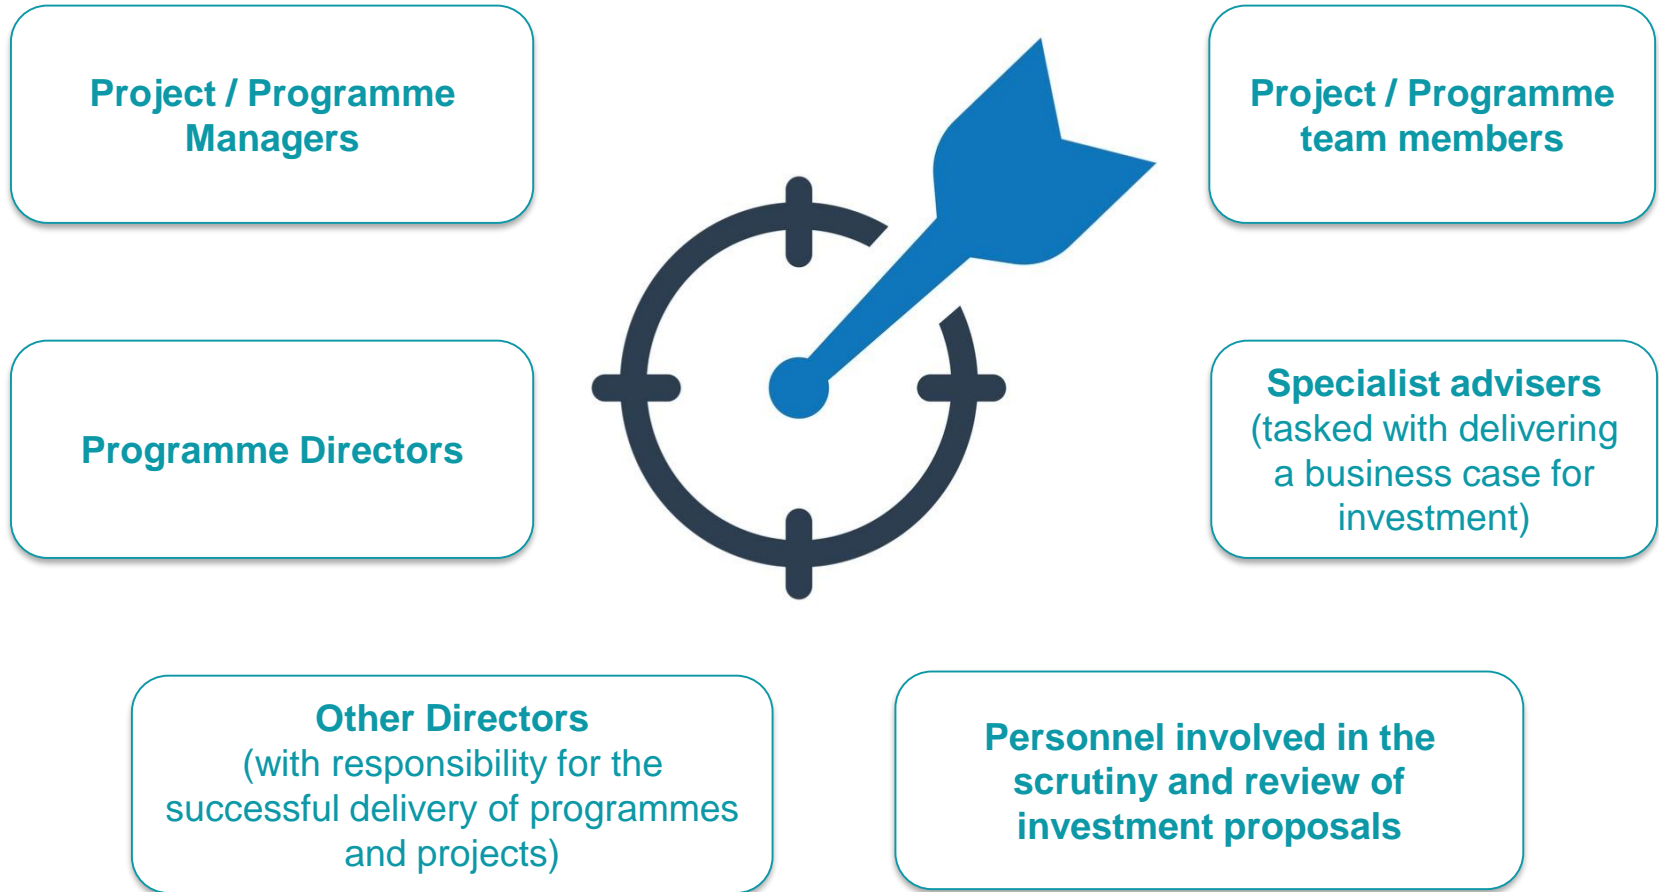 Project / Programme
Managers
Project / Programme
team members
Programme Directors
Specialist advisers
(tasked with delivering
a business case for
investment)
Other Directors
(with responsibility for the
successful delivery of programmes
and projects)
Personnel involved in the
scrutiny and review of
investment proposals